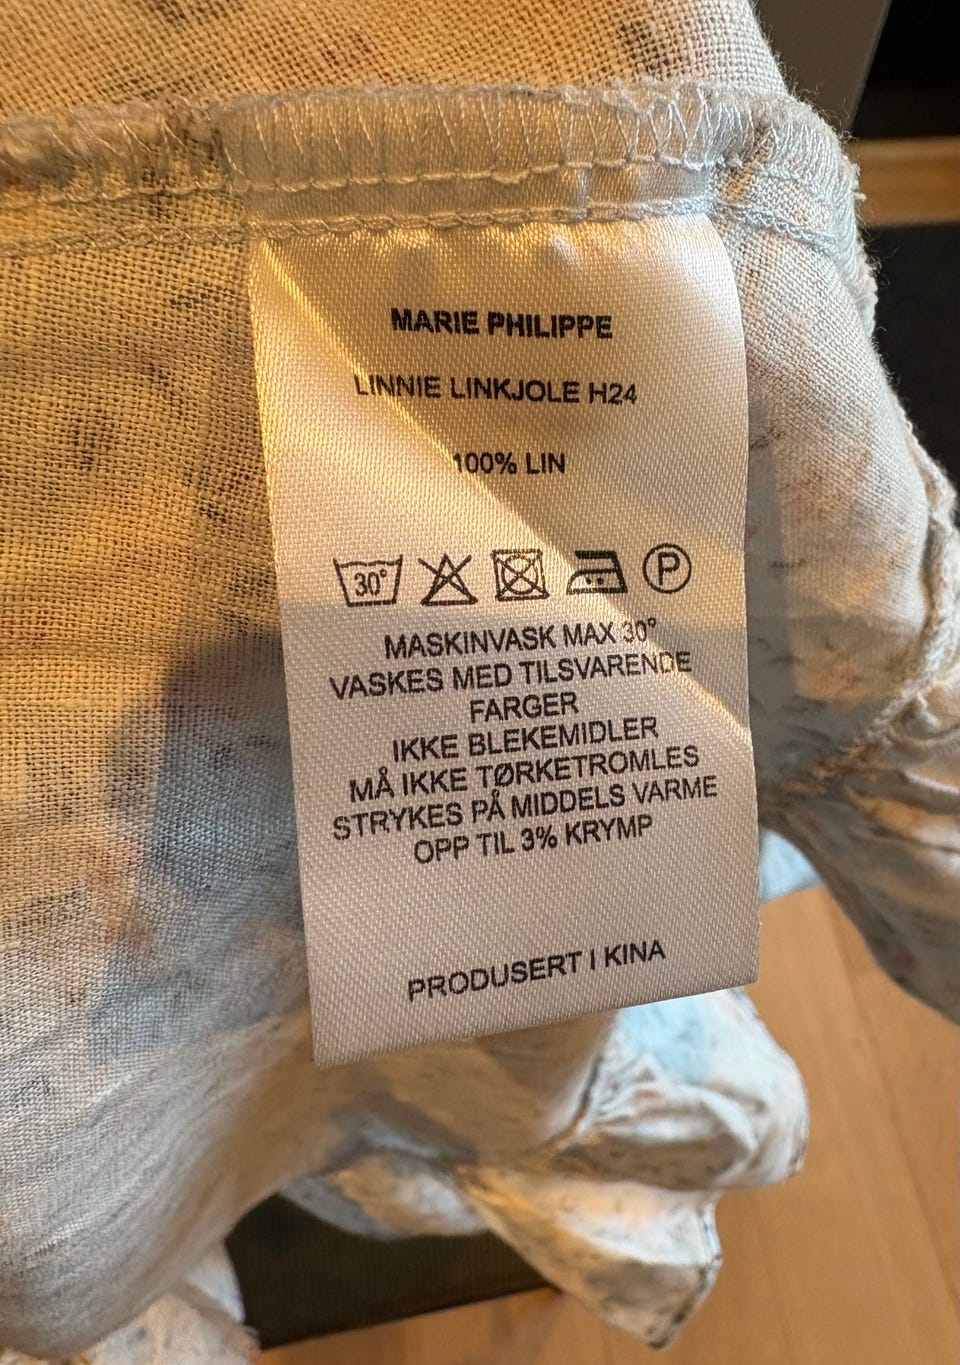 MARIE PHILIPPE
LINNIE LINKJOLE H24
100% LIN
30° P
MASKINVASK MAX 30°
VASKES MED TILSVARENDE
FARGER
IKKE BLEKEMIDLER
MÅ IKKE TØRKETROMLES
STRYKES PÅ MIDDELS VARME
OPP TIL 3% KRYMP
PRODUSERT I KINA